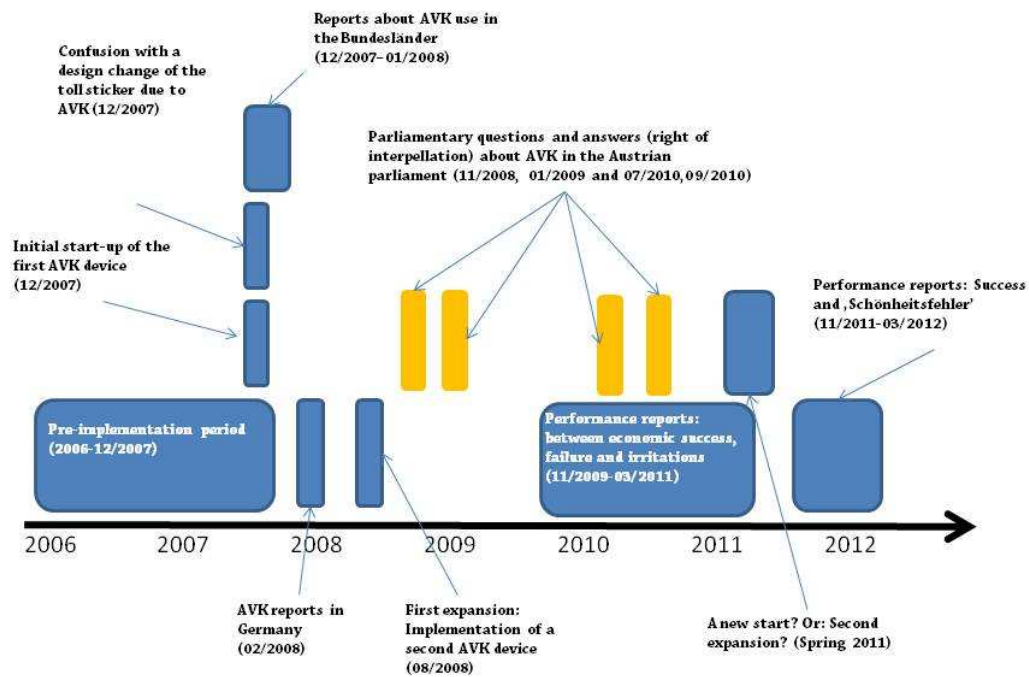 Reports about AVK use in
the Bundesländer
(12/2007–01/2008)
Confusion with a
design change of the
toll sticker due to
AVK (12/2007)
Parliamentary questions and answers (right of
interpellation) about AVK in the Austrian
parliament (11/2008, 01/2009 and 07/2010, 09/2010)
Initial start-up of the
first AVK device
(12/2007)
Performance reports: Success
and ‚Schönheitsfehler'
(11/2011-03/2012)
Pre-implementation period
(2006-12/2007)
Performance reports:
between economic success,
failure and irritations
(11/2009-03/2011)
2006 2007 2008 2009 2010 2011 2012
AVK reports in
Germany
(02/2008)
First expansion:
Implementation of a
second AVK device
(08/2008)
A new start? Or: Second
expansion? (Spring 2011)